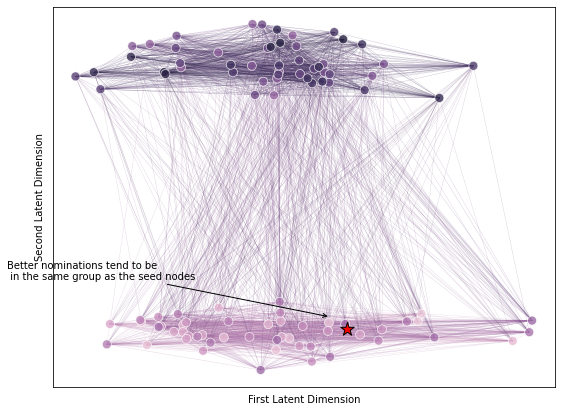 Second Latent Dimension
Better nominations tend to be
in the same group as the seed nodes
First Latent Dimension